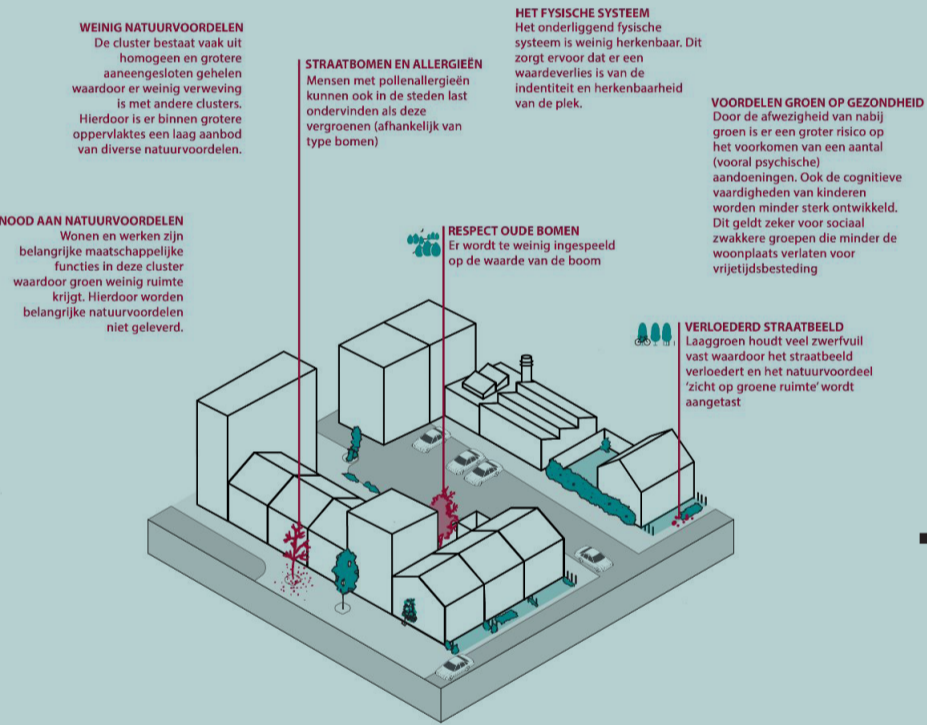 WEINIG NATUURVOORDELEN
De cluster bestaat vaak uit
homogeen en grotere
aaneengesloten gehelen
waardoor er weinig verweving
is met andere clusters.
Hierdoor is er binnen grotere
oppervlaktes een laag aanbod
van diverse natuurvoordelen.
STRAATBOMEN EN ALLERGIEËN
Mensen met pollenallergieën
kunnen ook in de steden last
ondervinden als deze
vergroenen (afhankelijk van
type bomen)
HET FYSISCHE SYSTEEM
Het onderliggend fysische
systeem is weinig herkenbaar. Dit
zorgt ervoor dat er een
waardeverlies is van de
indentiteit en herkenbaarheid
van de plek.
VOORDELEN GROEN OP GEZONDHEID
Door de afwezigheid van nabij
groen is er een groter risico op
het voorkomen van een aantal
(vooral psychische)
aandoeningen. Ook de cognitieve
vaardigheden van kinderen
worden minder sterk ontwikkeld.
Dit geldt zeker voor sociaal
zwakkere groepen die minder de
woonplaats verlaten voor
vrijetijdsbesteding
NOOD AAN NATUURVOORDELEN
Wonen en werken zijn
belangrijke maatschappelijke
functies in deze cluster
waardoor groen weinig ruimte
krijgt. Hierdoor worden
belangrijke natuurvoordelen
niet geleverd.
RESPECT OUDE BOMEN
Er wordt te weinig ingespeeld
op de waarde van de boom
VERLOEDERD STRAATBEELD
Laaggroen houdt veel zwerfvuil
vast waardoor het straatbeeld
verloedert en het natuurvoordeel
'zicht op groene ruimte' wordt
aangetast